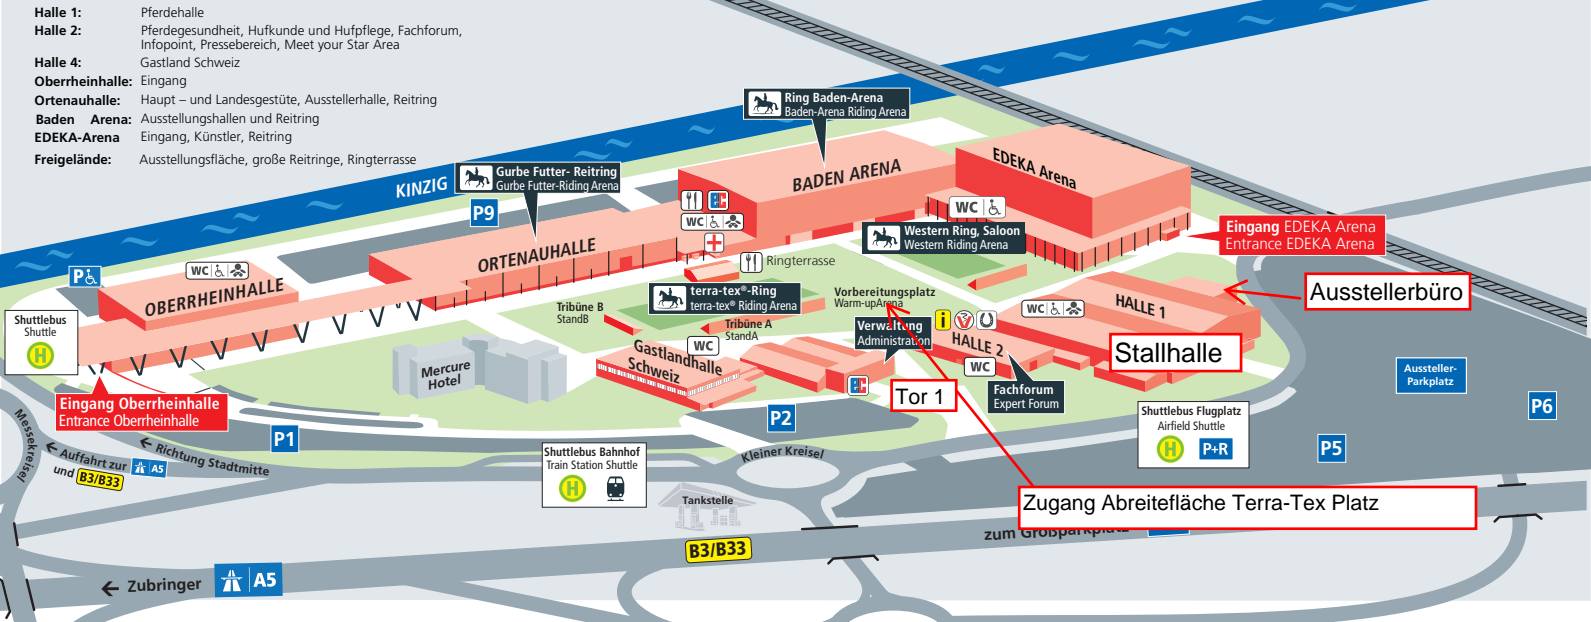 Halle 1: Pferdehalle
Halle 2: Pferdegesundheit, Hufkunde und Hufpflege, Fachforum,
Infopoint, Pressebereich, Meet your Star Area
Halle 4: Gastland Schweiz
Oberrheinhalle: Eingang
Ortenauhalle: Haupt – und Landesgestüte, Ausstellerhalle, Reitring
Baden Arena: Ausstellungshallen und Reitring
EDEKA-Arena Eingang, Künstler, Reitring
Freigelände: Ausstellungsfläche, große Reitringe, Ringterrasse
Ring Baden-Arena
Baden-Arena Riding Arena
EDEKA Arena
BADEN ARENA
KINZIG
Gurbe Futter- Reitring
Gurbe Futter-Riding Arena
P9
EC
WC
WC
Western Ring, Saloon
Western Riding Arena
Eingang EDEKA Arena
Entrance EDEKA Arena
ORTENAUHALLE
Ringterrasse
P
WC
OBERRHEINHALLE
terra-tex®-Ring
terra-tex® Riding Arena
Vorbereitungsplatz
Warm-upArena
Ausstellerbüro
HALLE 1
WC
Tribüne B
StandB
Tribüne A
StandA
Shuttlebus
Shuttle
H
Verwaltung
Administration
i
HALLE 2
WC
Stallhalle
WC
Gastlandhalle
Schweiz
Mercure
Hotel
EC
Tor 1
Fachforum
Expert Forum
Aussteller-
Parkplatz
P6
Eingang Oberrheinhalle
Entrance Oberrheinhalle
Shuttlebus Flugplatz
Airfield Shuttle
H P+R
P2
P1
P5
Messekreisel
Richtung Stadtmitte
Auffahrt zur A5
und B3/B33
Shuttlebus Bahnhof
Train Station Shuttle
H
Kleiner Kreisel
Tankstelle
Zugang Abreitefläche Terra-Tex Platz
zum Großparkplatz
B3/B33
Zubringer A5